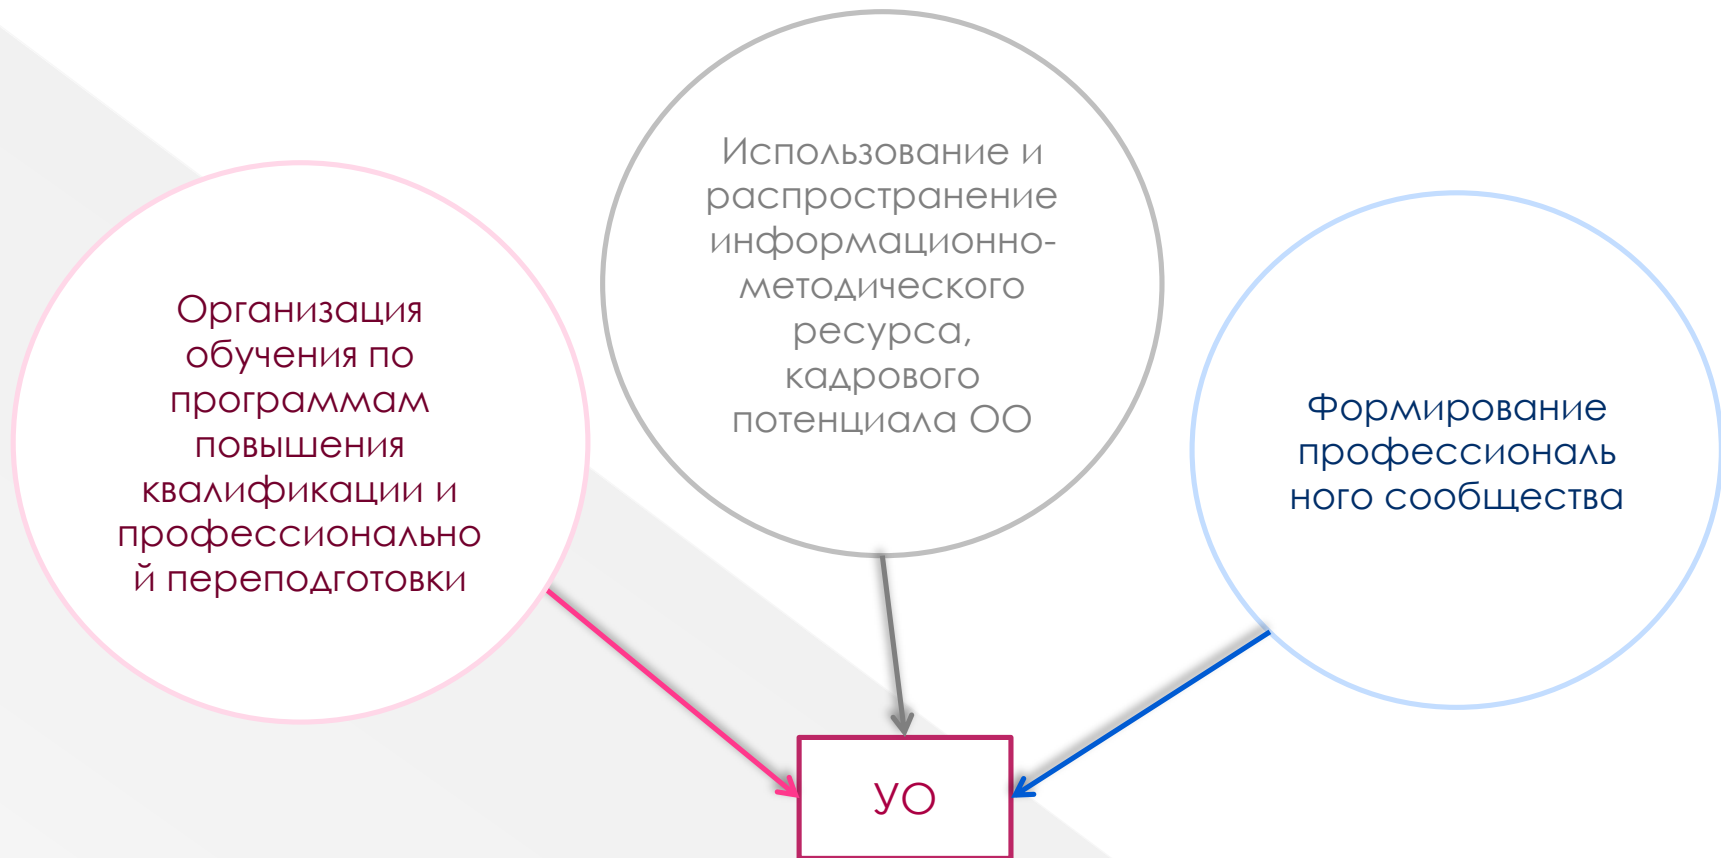 Организация
обучения по
программам
повышения
квалификации и
профессионально
й переподготовки
Использование и
распространение
информационно-
методического
ресурса,
кадрового
потенциала ОО
Формирование
профессиональ
ного сообщества
УО